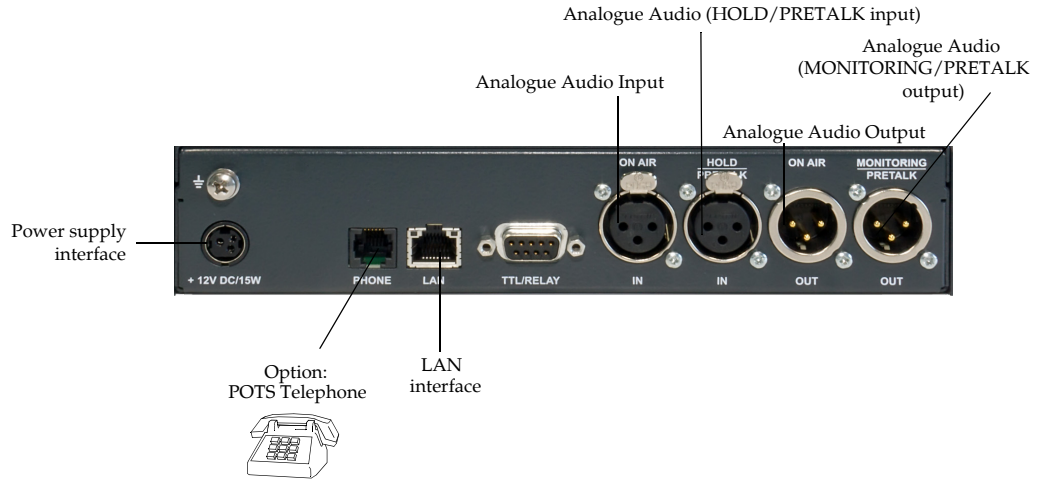 Analogue Audio (HOLD/PRETALK input)
Analogue Audio
(MONITORING/PRETALK
output)
Analogue Audio Input
Analogue Audio Output
ON AIR
HOLD
PRETALK
ON AIR
MONITORING
PRETALK
Power supply
interface
+ 12V DC/15W
PHONE
LAN
TTL/RELAY
IN
IN
OUT
OUT
Option:
POTS Telephone
LAN
interface